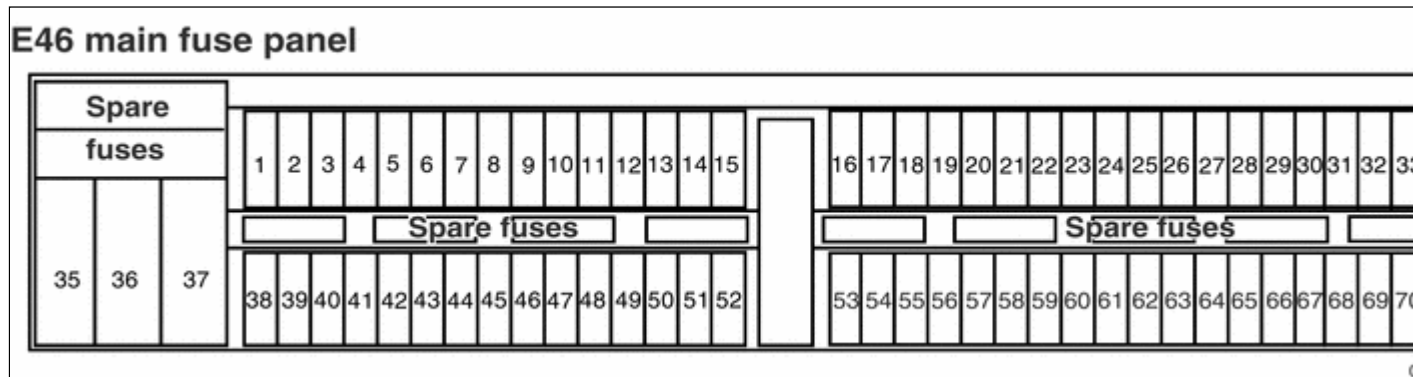 E46 main fuse panel
Spare
fuses
1 2 3 4 5 6 7 8 9 10 11 12 13 14 15 16 17 18 19 20 21 22 23 24 25 26 27 28 29 30 31 32
Spare fuses Spare fuses
35 36 37
38 39 40 41 42 43 44 45 46 47 48 49 50 51 52 53 54 55 56 57 58 59 60 61 62 63 64 65 66 67 68 69